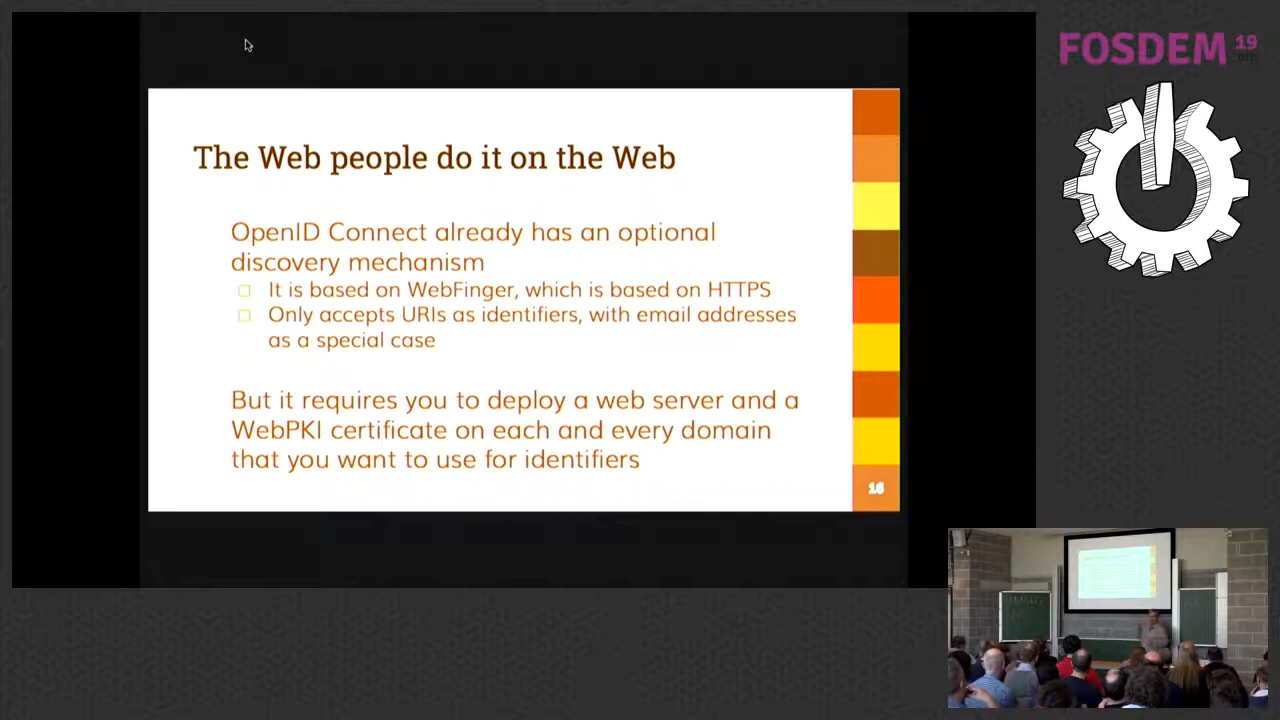 FOSDEM 19
.org
The Web people do it on the Web
OpenID Connect already has an optional
discovery mechanism
It is based on WebFinger, which is based on HTTPS
Only accepts URIs as identifiers, with email addresses
as a special case
But it requires you to deploy a web server and a
WebPKI certificate on each and every domain
that you want to use for identifiers
16